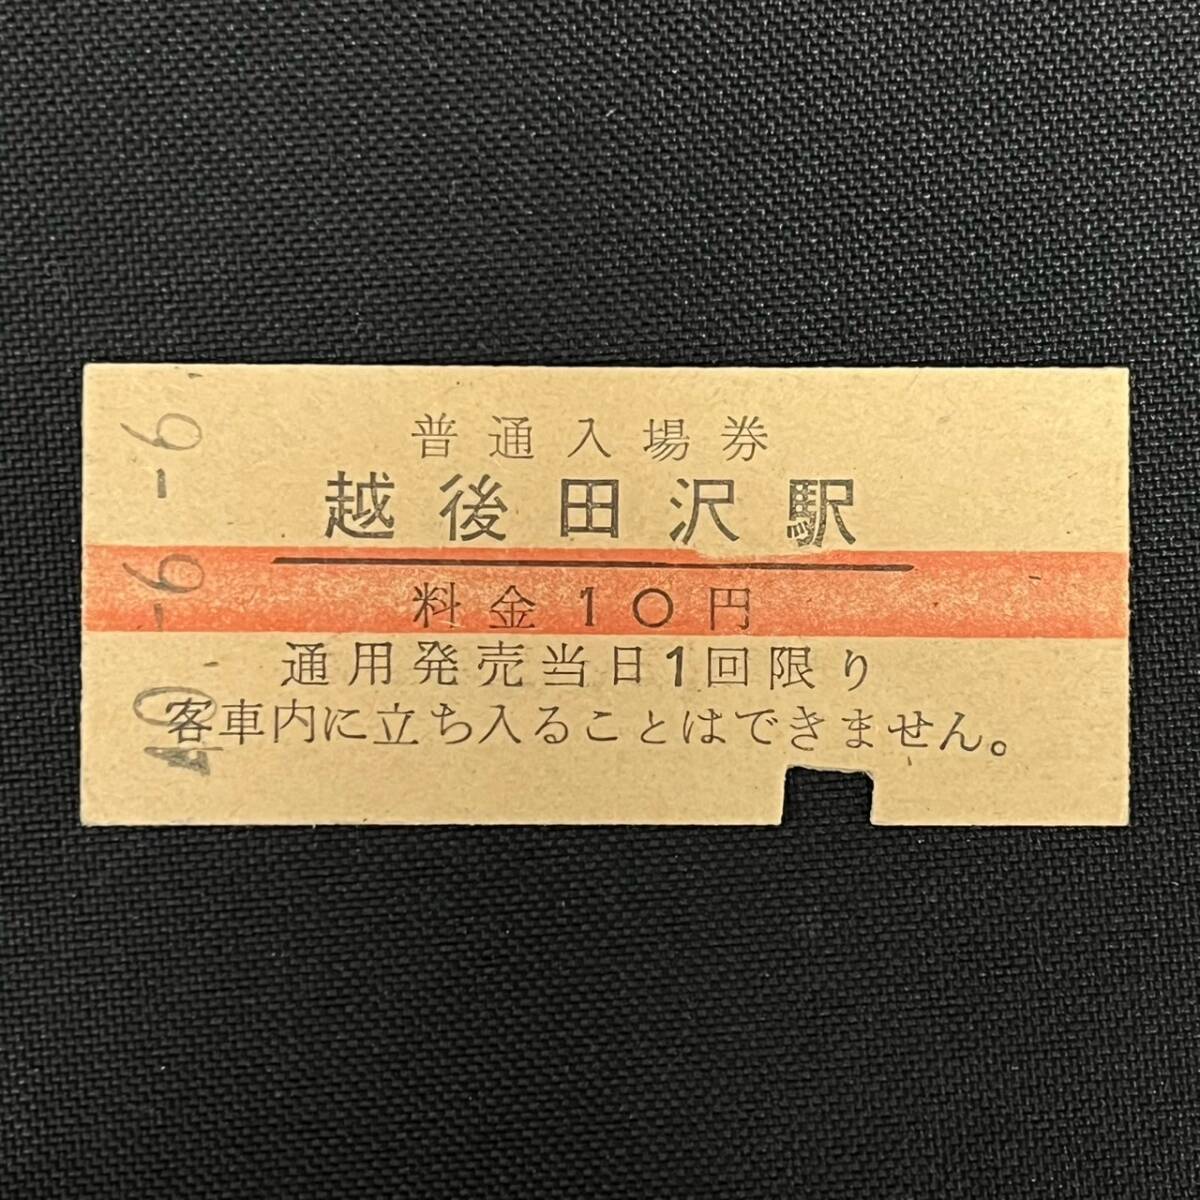 普通入場券
越後田沢駅
料金10円
通用発売当日1回限り
客車内に立ち入ることはできません。
40.-6.-6.